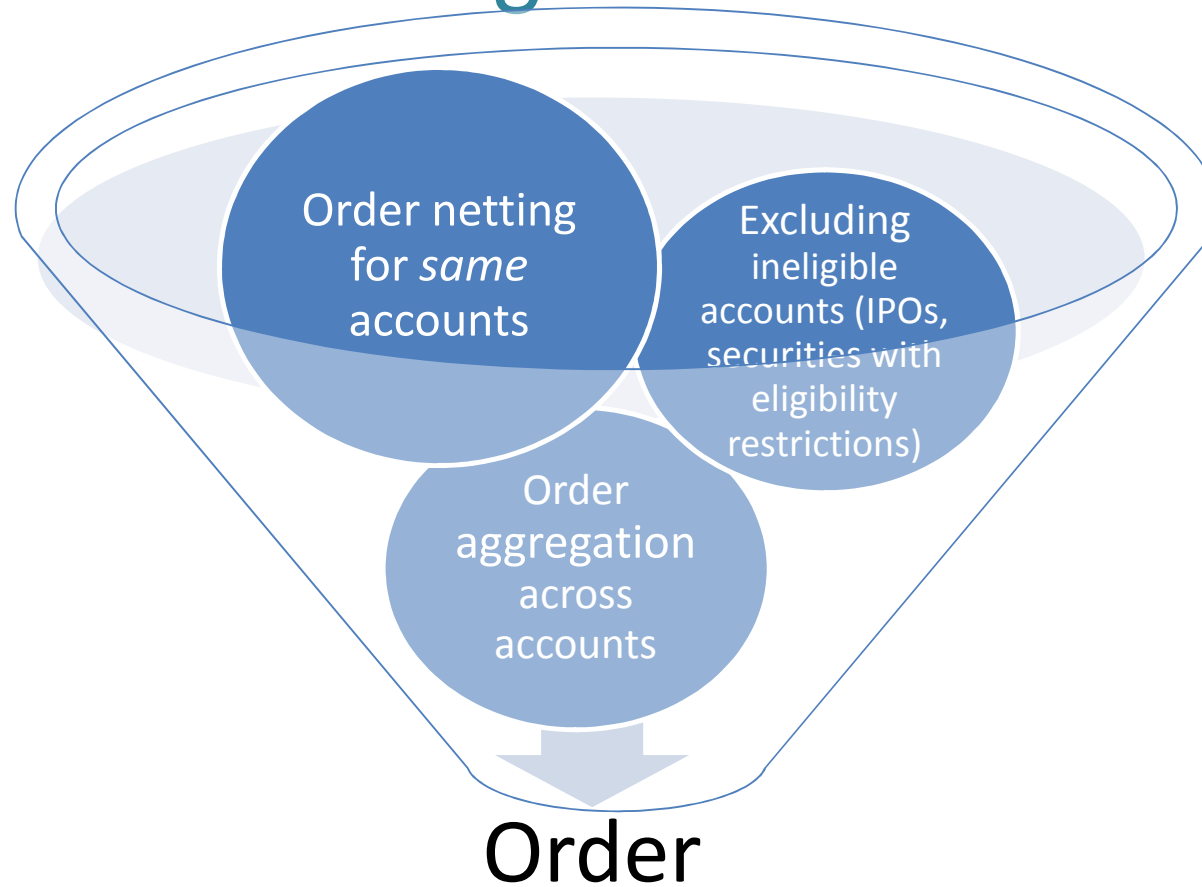 Order netting
for same
accounts
Excluding
ineligible
accounts (IPOs,
securities with
eligibility
restrictions)
Order
aggregation
across
accounts
Order